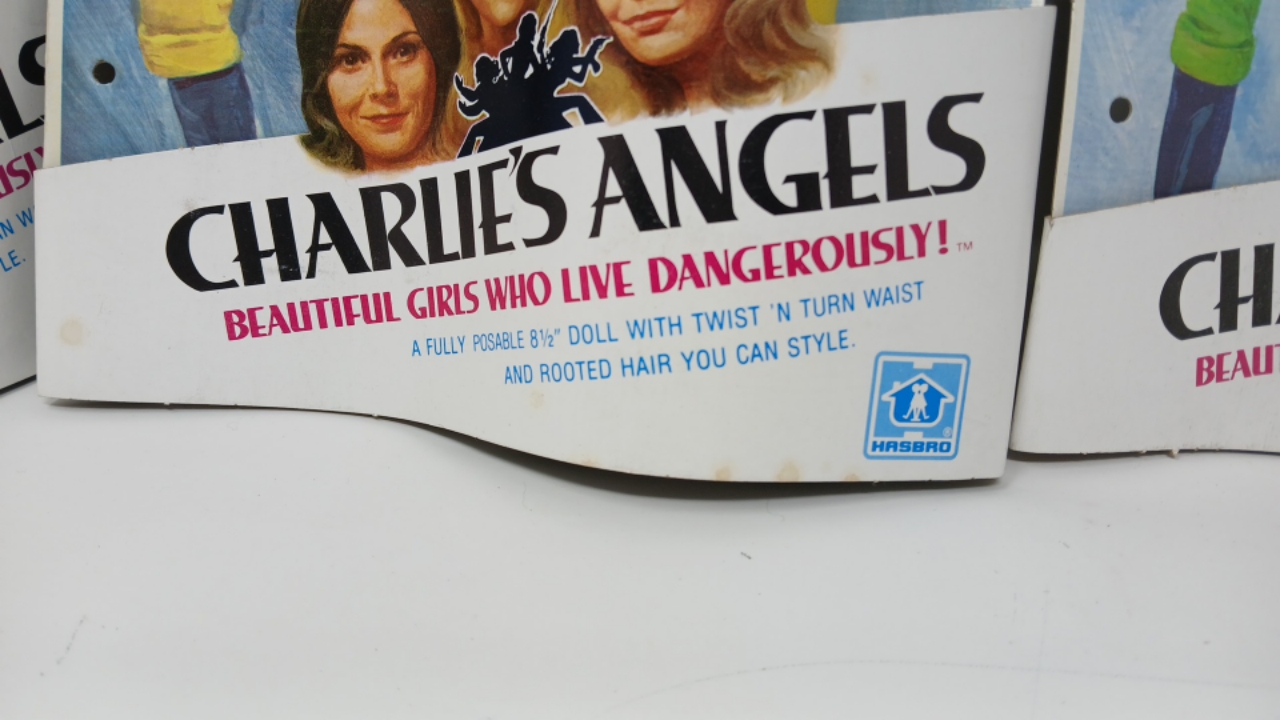 CHARLIE'S ANGELS
BEAUTIFUL GIRLS WHO LIVE DANGEROUSLY!™
A FULLY POSABLE 8½" DOLL WITH TWIST 'N TURN WAIST
AND ROOTED HAIR YOU CAN STYLE.
HASBRO®